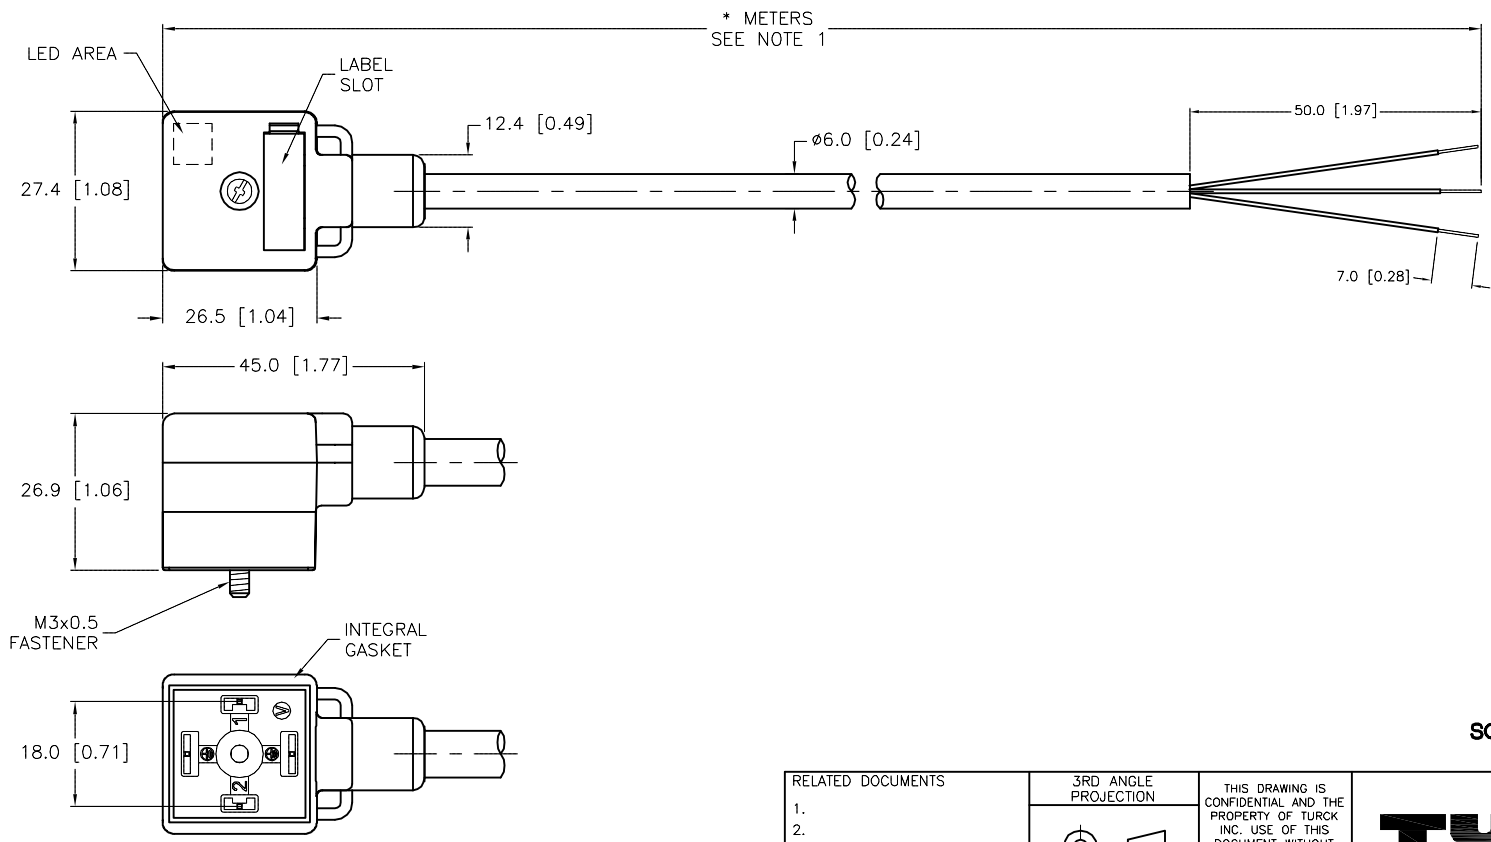 * METERS
SEE NOTE 1
LED AREA
LABEL
SLOT
50.0 [1.97]
12.4 [0.49]
ø6.0 [0.24]
27.4 [1.08]
7.0 [0.28]
26.5 [1.04]
45.0 [1.77]
26.9 [1.06]
M3x0.5
FASTENER
INTEGRAL
GASKET
1
18.0 [0.71]
2
RELATED DOCUMENTS
1.
2.
3RD ANGLE
PROJECTION
THIS DRAWING IS
CONFIDENTIAL AND THE
PROPERTY OF TURCK
INC. USE OF THIS
DOCUMENT WITHOUT